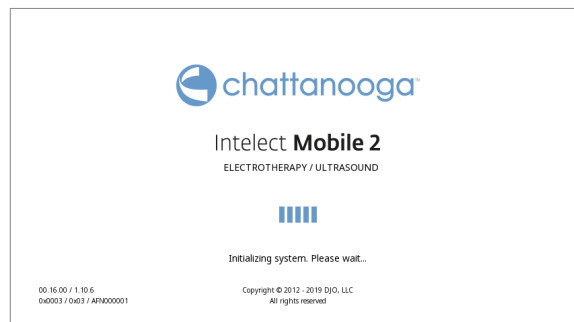 chattanooga™
Intelect Mobile 2
ELECTROTHERAPY / ULTRASOUND
Initializing system. Please wait...
00.16.00 / 1.10.6
0x0003 / 0x03 / AFN000001
Copyright © 2012 - 2019 DJO, LLC
All rights reserved